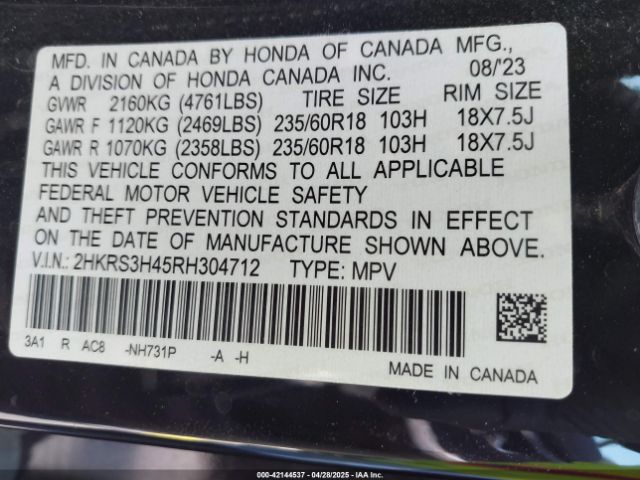 MFD. IN CANADA BY HONDA OF CANADA MFG.,
A DIVISION OF HONDA CANADA INC. 08/'23
GVWR 2160KG (4761LBS) TIRE SIZE RIM SIZE
GAWR F 1120KG (2469LBS) 235/60R18 103H 18X7.5J
GAWR R 1070KG (2358LBS) 235/60R18 103H 18X7.5J
THIS VEHICLE CONFORMS TO ALL APPLICABLE
FEDERAL MOTOR VEHICLE SAFETY
AND THEFT PREVENTION STANDARDS IN EFFECT
ON THE DATE OF MANUFACTURE SHOWN ABOVE.
V.I.N.: 2HKRS3H45RH304712 TYPE: MPV
3A1 R AC8 -NH731P -A -H
MADE IN CANADA
000-42144537 - 04/28/2025 - IAA Inc.